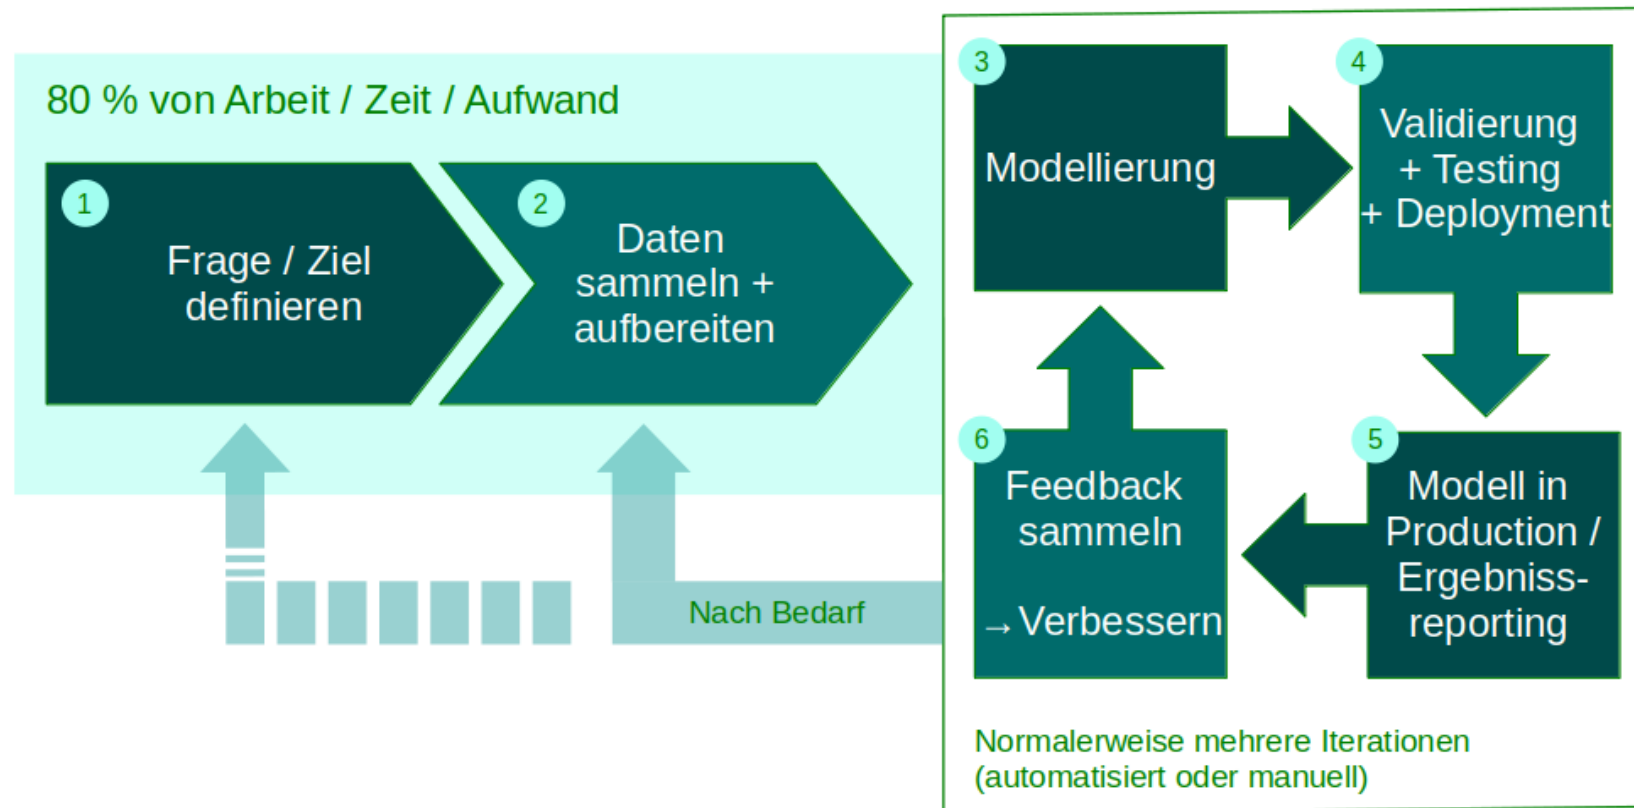 80 % von Arbeit / Zeit / Aufwand
1
Frage / Ziel
definieren
2
Daten
sammeln +
aufbereiten
Nach Bedarf
3
Modellierung
4
Validierung
+ Testing
+ Deployment
5
Modell in
Production /
Ergebniss-
reporting
6
Feedback
sammeln
→Verbessern
Normalerweise mehrere Iterationen
(automatisiert oder manuell)